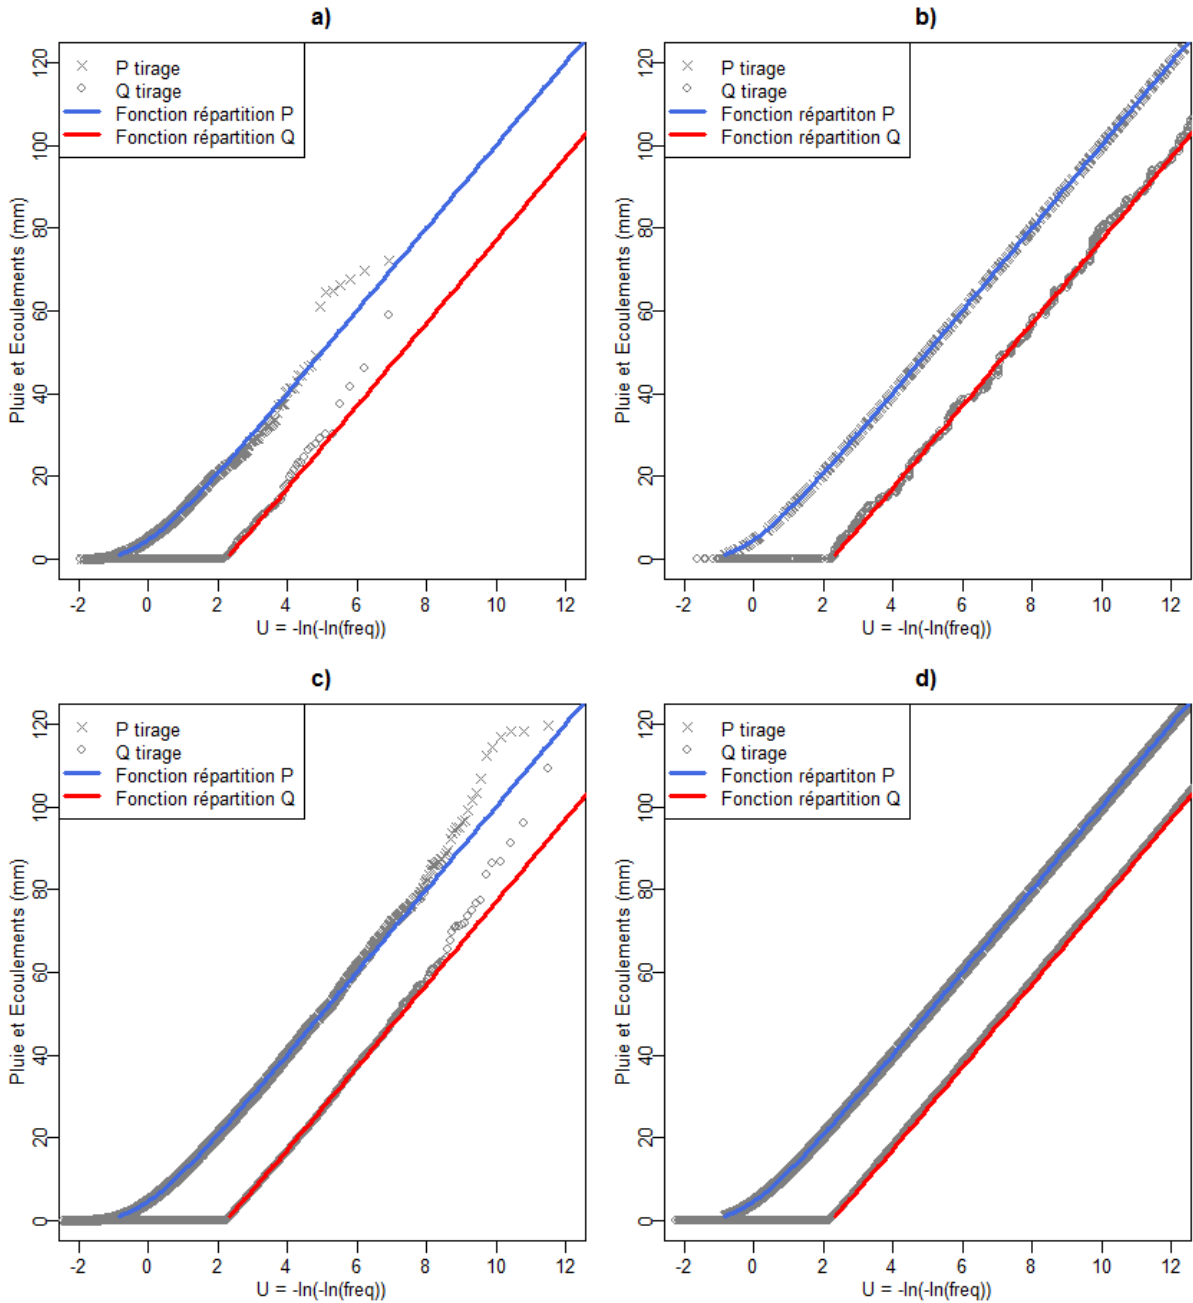 a)
P tirage
Q tirage
Fonction répartition P
Fonction répartition Q
Pluie et Ecoulements (mm)
0 20 40 60 80 100 120
-2 0 2 4 6 8 10 12
U = -ln(-ln(freq))
b)
P tirage
Q tirage
Fonction répartiton P
Fonction répartition Q
Pluie et Ecoulements (mm)
0 20 40 60 80 100 120
-2 0 2 4 6 8 10 12
U = -ln(-ln(freq))
c)
P tirage
Q tirage
Fonction répartition P
Fonction répartition Q
Pluie et Ecoulements (mm)
0 20 40 60 80 100 120
-2 0 2 4 6 8 10 12
U = -ln(-ln(freq))
d)
P tirage
Q tirage
Fonction répartiton P
Fonction répartition Q
Pluie et Ecoulements (mm)
0 20 40 60 80 100 120
-2 0 2 4 6 8 10 12
U = -ln(-ln(freq))